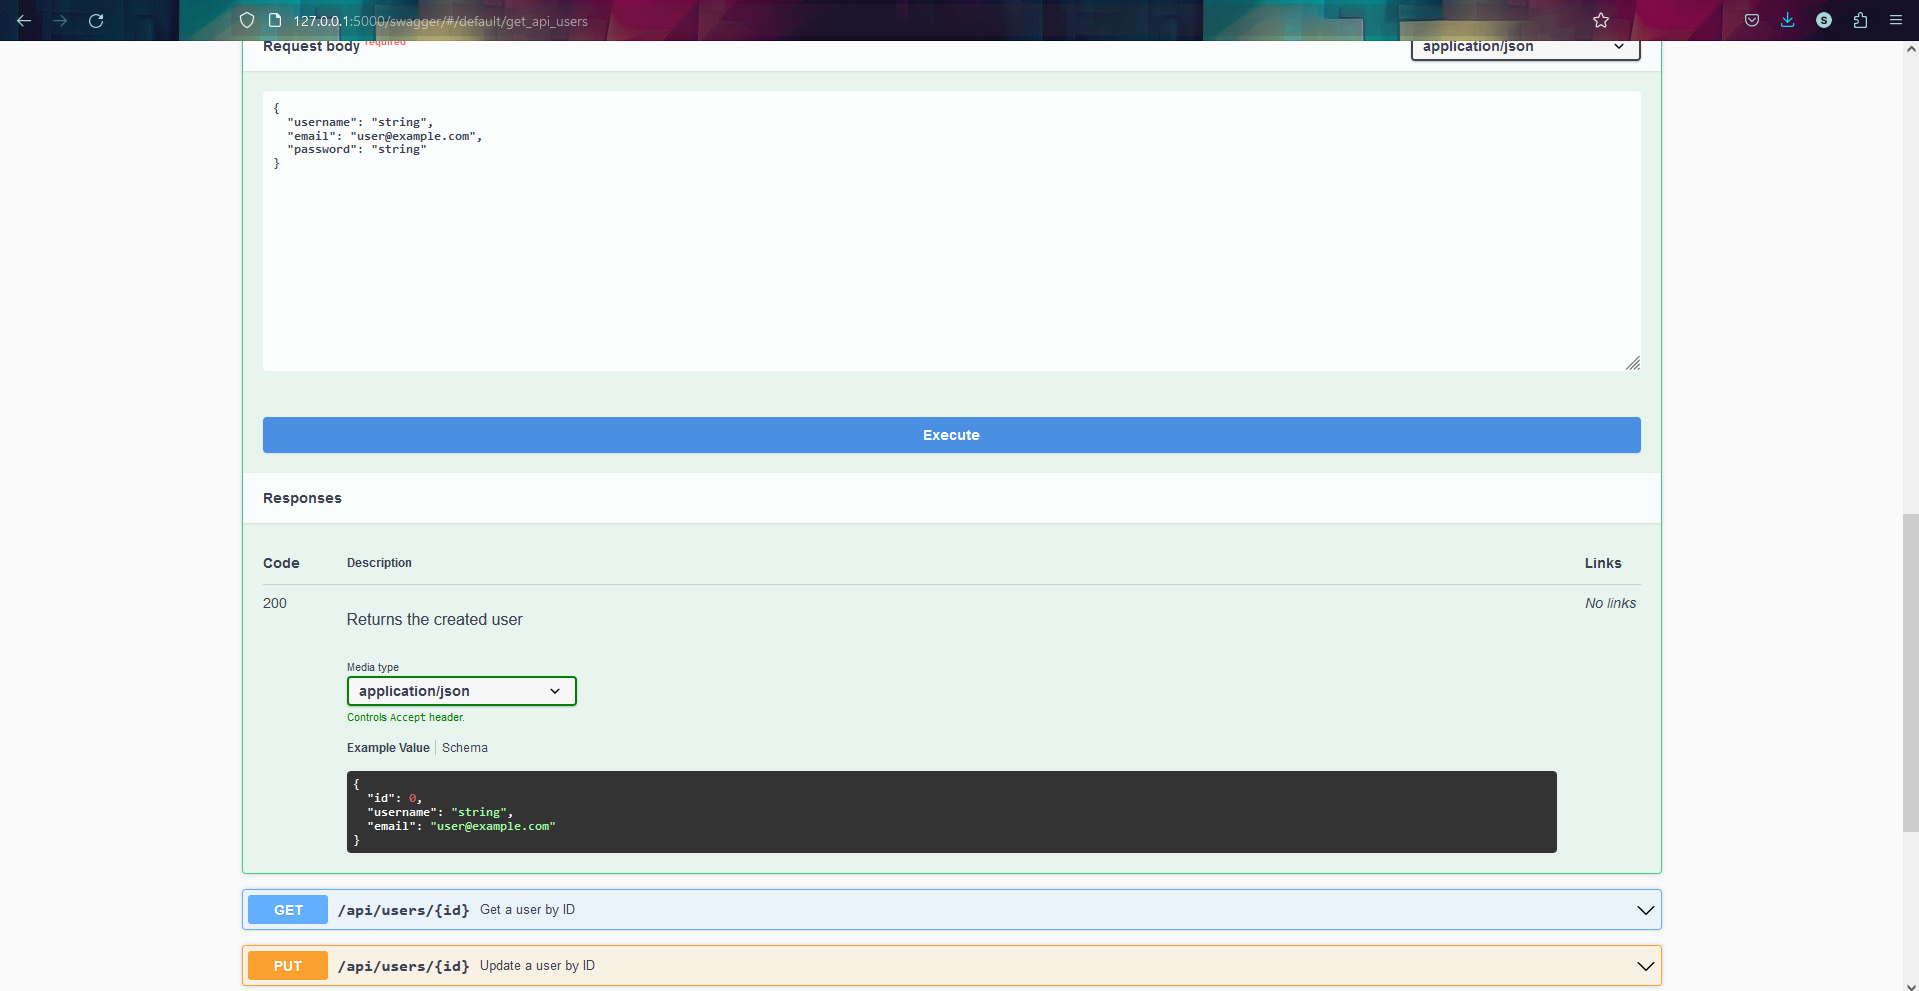 127.0.0.1:5000/swagger/#/default/get_api_users
S
Request body required
application/json
{
  "username": "string",
  "email": "user@example.com",
  "password": "string"
}
Execute
Responses
Code Description Links
200 Returns the created user No links
Media type
application/json
Controls Accept header.
Example Value Schema
{
  "id": 0,
  "username": "string",
  "email": "user@example.com"
}
GET /api/users/{id} Get a user by ID
PUT /api/users/{id} Update a user by ID